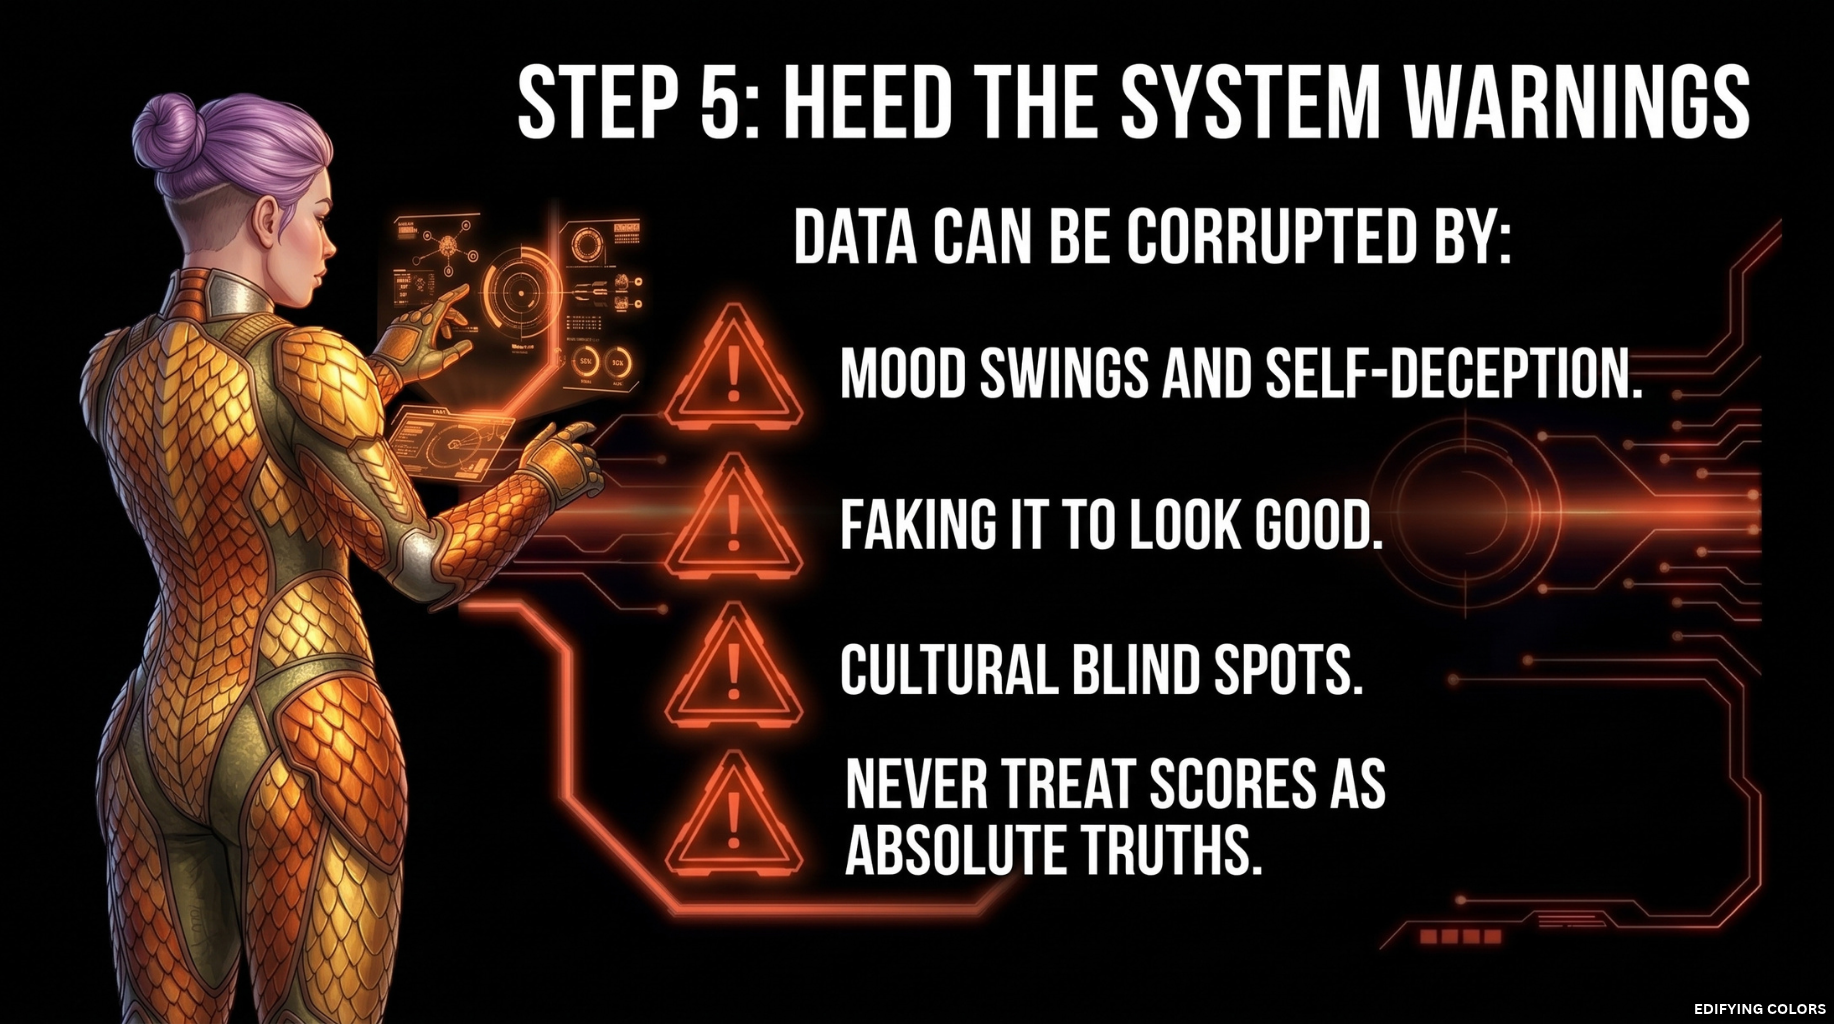 STEP 5: HEED THE SYSTEM WARNINGS
DATA CAN BE CORRUPTED BY:
MOOD SWINGS AND SELF-DECEPTION.
FAKING IT TO LOOK GOOD.
CULTURAL BLIND SPOTS.
NEVER TREAT SCORES AS
ABSOLUTE TRUTHS.
EDIFYING COLORS